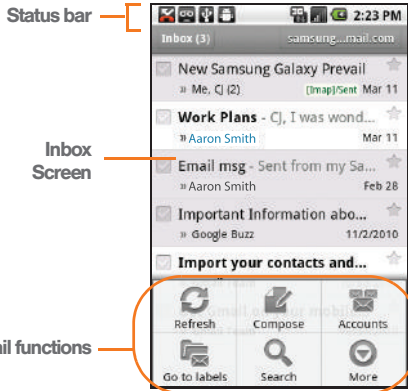 Status bar
2:23 PM
Inbox (3) samsung...mail.com
New Samsung Galaxy Prevail
» Me, CJ (2) [Imap]/Sent Mar 11
Work Plans - CJ, I was wond...
» Aaron Smith Mar 11
Inbox
Screen
Email msg - Sent from my Sa...
» Aaron Smith Feb 28
Important Information abo...
» Google Buzz 11/2/2010
Import your contacts and...
Refresh Compose Accounts
il functions
Go to labels Search More